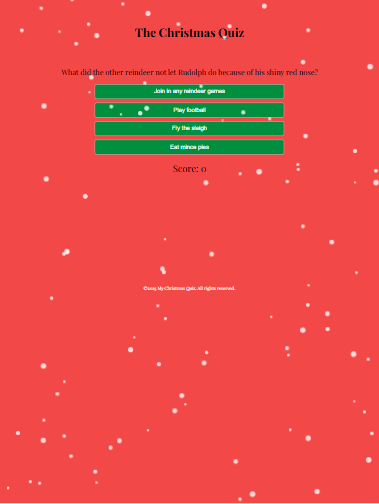 The Christmas Quiz
What did the other reindeer not let Rudolph do because of his shiny red nose?
Join in any reindeer games
Play football
Fly the sleigh
Eat mince pies
Score: 0
My Christmas Quiz. All rights reserved.